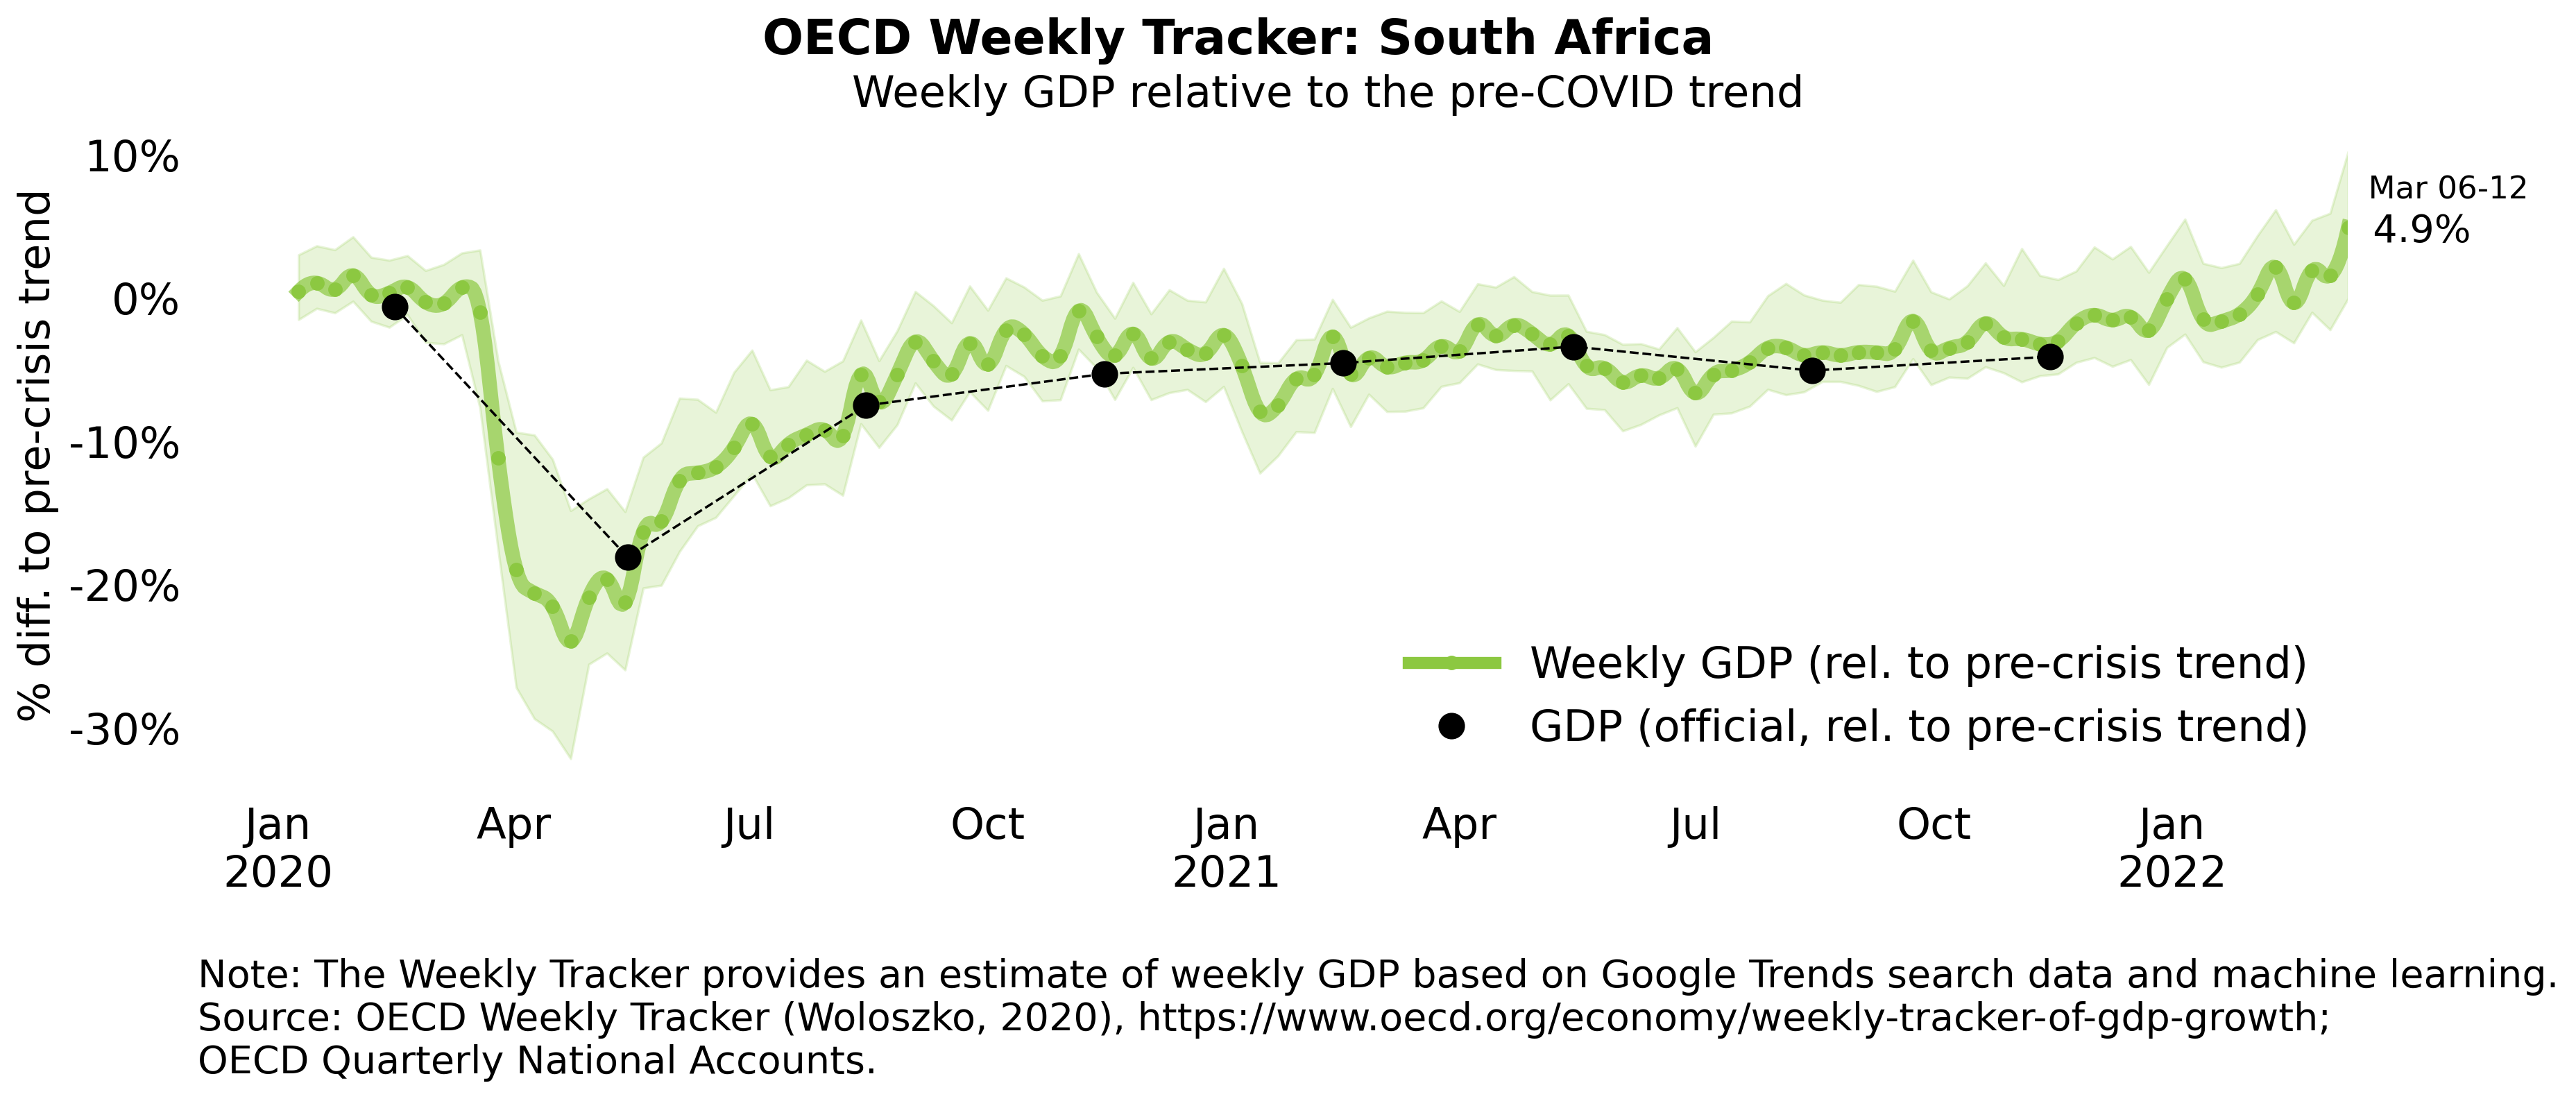 OECD Weekly Tracker: South Africa
Weekly GDP relative to the pre-COVID trend
% diff. to pre-crisis trend
10%
0%
-10%
-20%
-30%
Mar 06-12
4.9%
Weekly GDP (rel. to pre-crisis trend)
GDP (official, rel. to pre-crisis trend)
Jan Apr Jul Oct Jan Apr Jul Oct Jan
2020 2021 2022
Note: The Weekly Tracker provides an estimate of weekly GDP based on Google Trends search data and machine learning.
Source: OECD Weekly Tracker (Woloszko, 2020), https://www.oecd.org/economy/weekly-tracker-of-gdp-growth;
OECD Quarterly National Accounts.